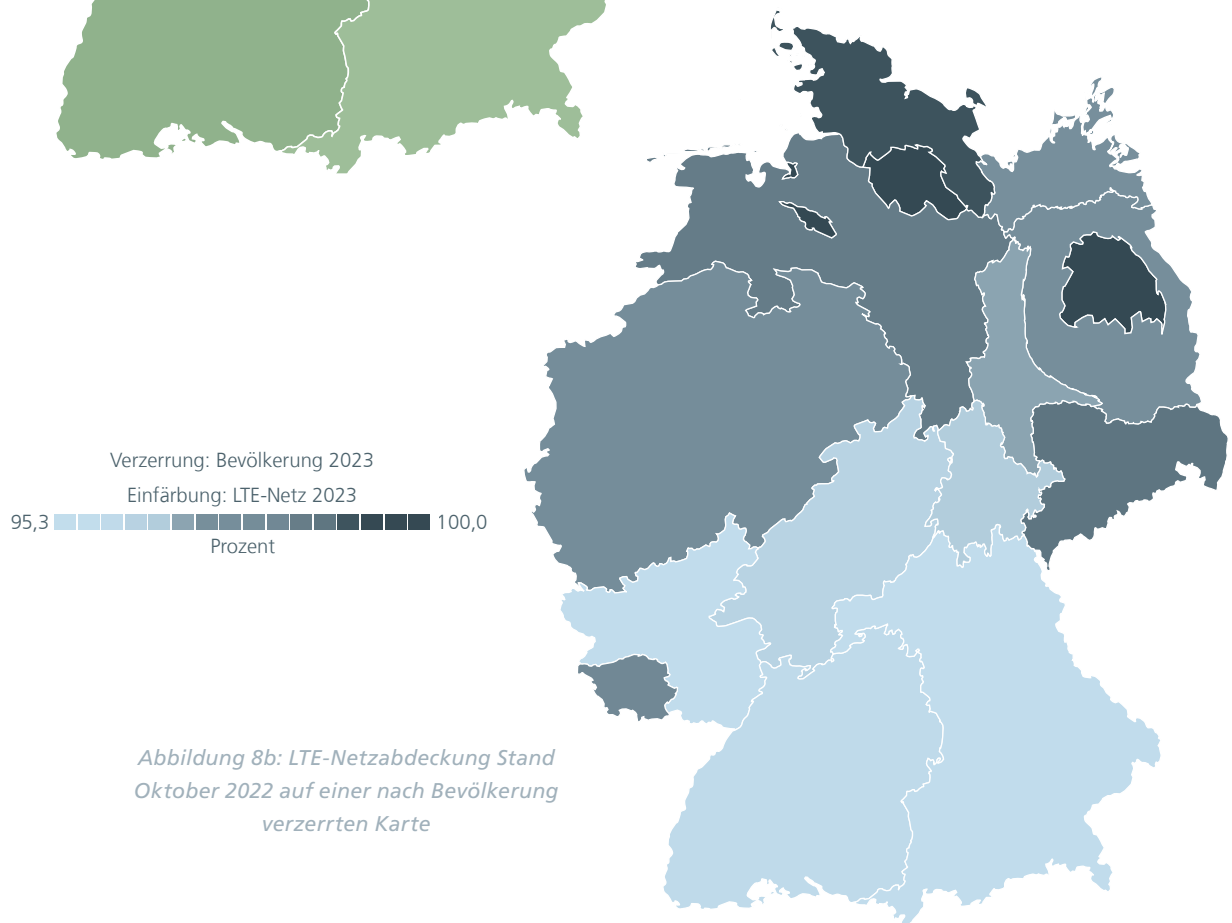 Verzerrung: Bevölkerung 2023
Einfärbung: LTE-Netz 2023
95,3 100,0
Prozent
Abbildung 8b: LTE-Netzabdeckung Stand
Oktober 2022 auf einer nach Bevölkerung
verzerrten Karte